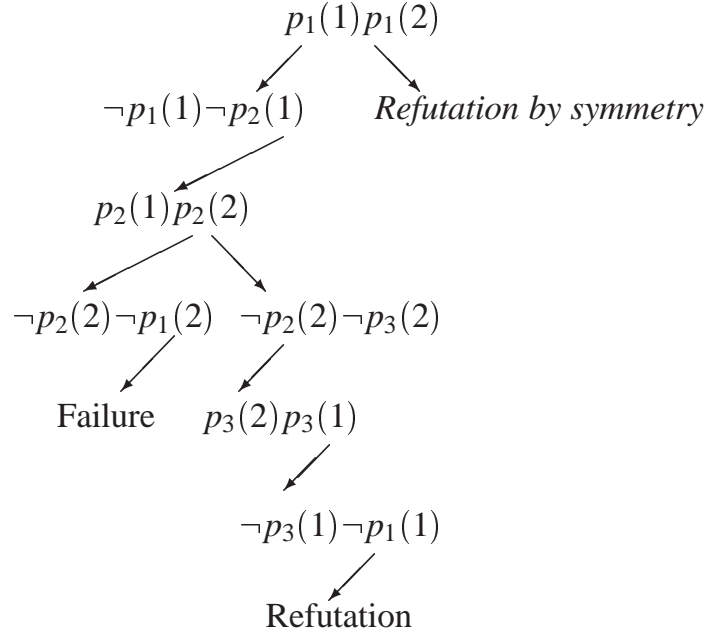 p₁(1)p₁(2)
¬p₁(1)¬p₂(1) Refutation by symmetry
p₂(1)p₂(2)
¬p₂(2)¬p₁(2) ¬p₂(2)¬p₃(2)
Failure p₃(2)p₃(1)
¬p₃(1)¬p₁(1)
Refutation